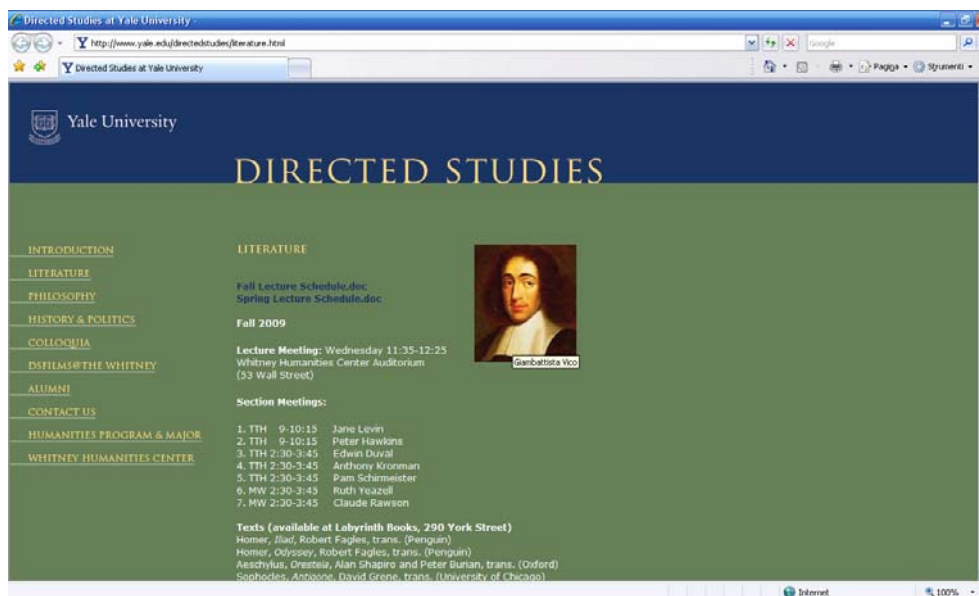 Directed Studies at Yale University -
http://www.yale.edu/directedstudies/literature.html
Google
Directed Studies at Yale University
Pagina
Strumenti
Yale University
DIRECTED STUDIES
INTRODUCTION
LITERATURE
PHILOSOPHY
HISTORY & POLITICS
COLLOQUIA
DSFILMS@THE WHITNEY
ALUMNI
CONTACT US
HUMANITIES PROGRAM & MAJOR
WHITNEY HUMANITIES CENTER
LITERATURE
Fall Lecture Schedule.doc
Spring Lecture Schedule.doc
Fall 2009
Lecture Meeting: Wednesday 11:35-12:25
Whitney Humanities Center Auditorium
(53 Wall Street)
Section Meetings:
1. TTH 9-10:15 Jane Levin
2. TTH 9-10:15 Peter Hawkins
3. TTH 2:30-3:45 Edwin Duval
4. TTH 2:30-3:45 Anthony Kronman
5. TTH 2:30-3:45 Pam Schirmeister
6. MW 2:30-3:45 Ruth Yeazell
7. MW 2:30-3:45 Claude Rawson
Texts (available at Labyrinth Books, 290 York Street)
Homer, Iliad, Robert Fagles, trans. (Penguin)
Homer, Odyssey, Robert Fagles, trans. (Penguin)
Aeschylus, Oresteia, Alan Shapiro and Peter Burian, trans. (Oxford)
Sophocles, Antigone, David Grene, trans. (University of Chicago)
Giambattista Vico
Internet
100%